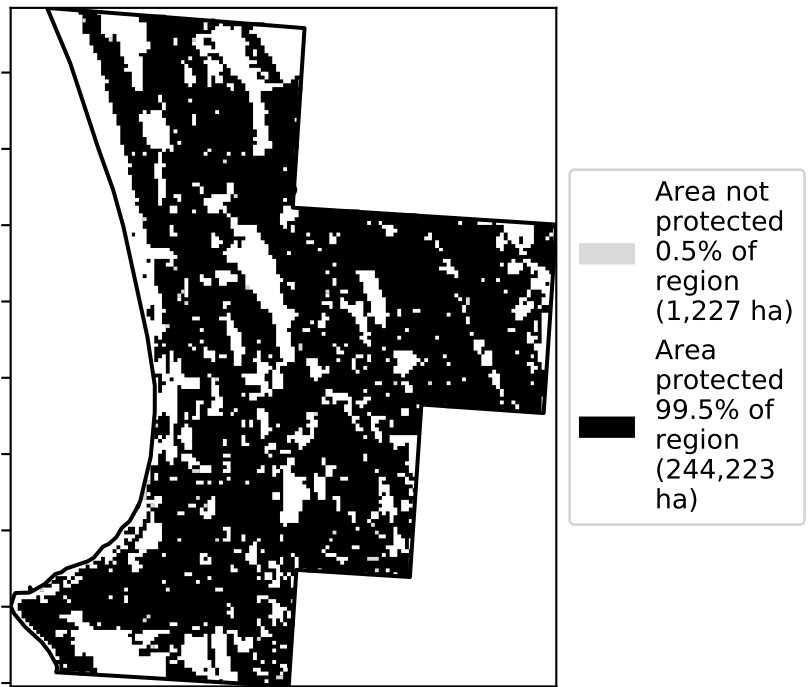 Area not
protected
0.5% of
region
(1,227 ha)
Area
protected
99.5% of
region
(244,223
ha)